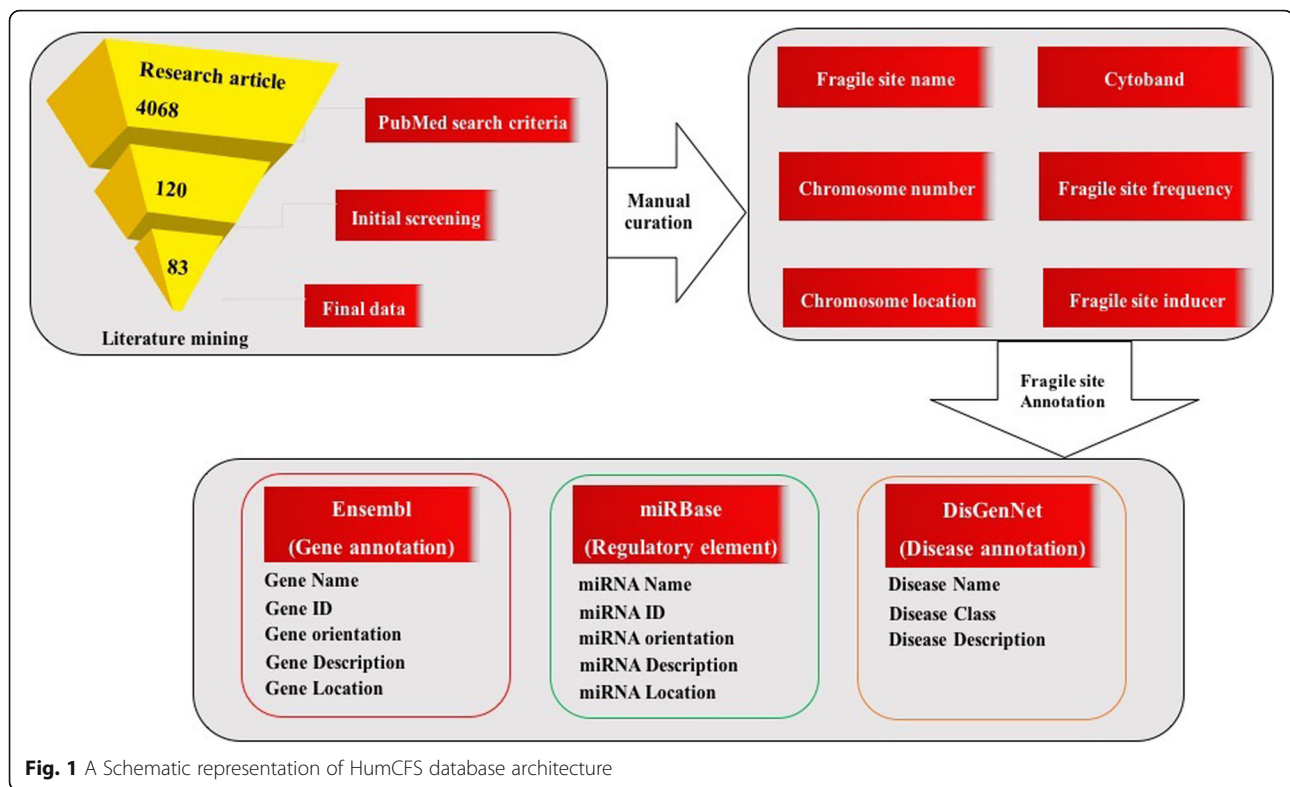 Research article
4068
120
83
Literature mining
PubMed search criteria
Initial screening
Final data
Manual
curation
Fragile site name
Cytoband
Chromosome number
Fragile site frequency
Chromosome location
Fragile site inducer
Fragile site
Annotation
Ensembl
(Gene annotation)
Gene Name
Gene ID
Gene orientation
Gene Description
Gene Location
miRBase
(Regulatory element)
miRNA Name
miRNA ID
miRNA orientation
miRNA Description
miRNA Location
DisGenNet
(Disease annotation)
Disease Name
Disease Class
Disease Description
Fig. 1 A Schematic representation of HumCFS database architecture